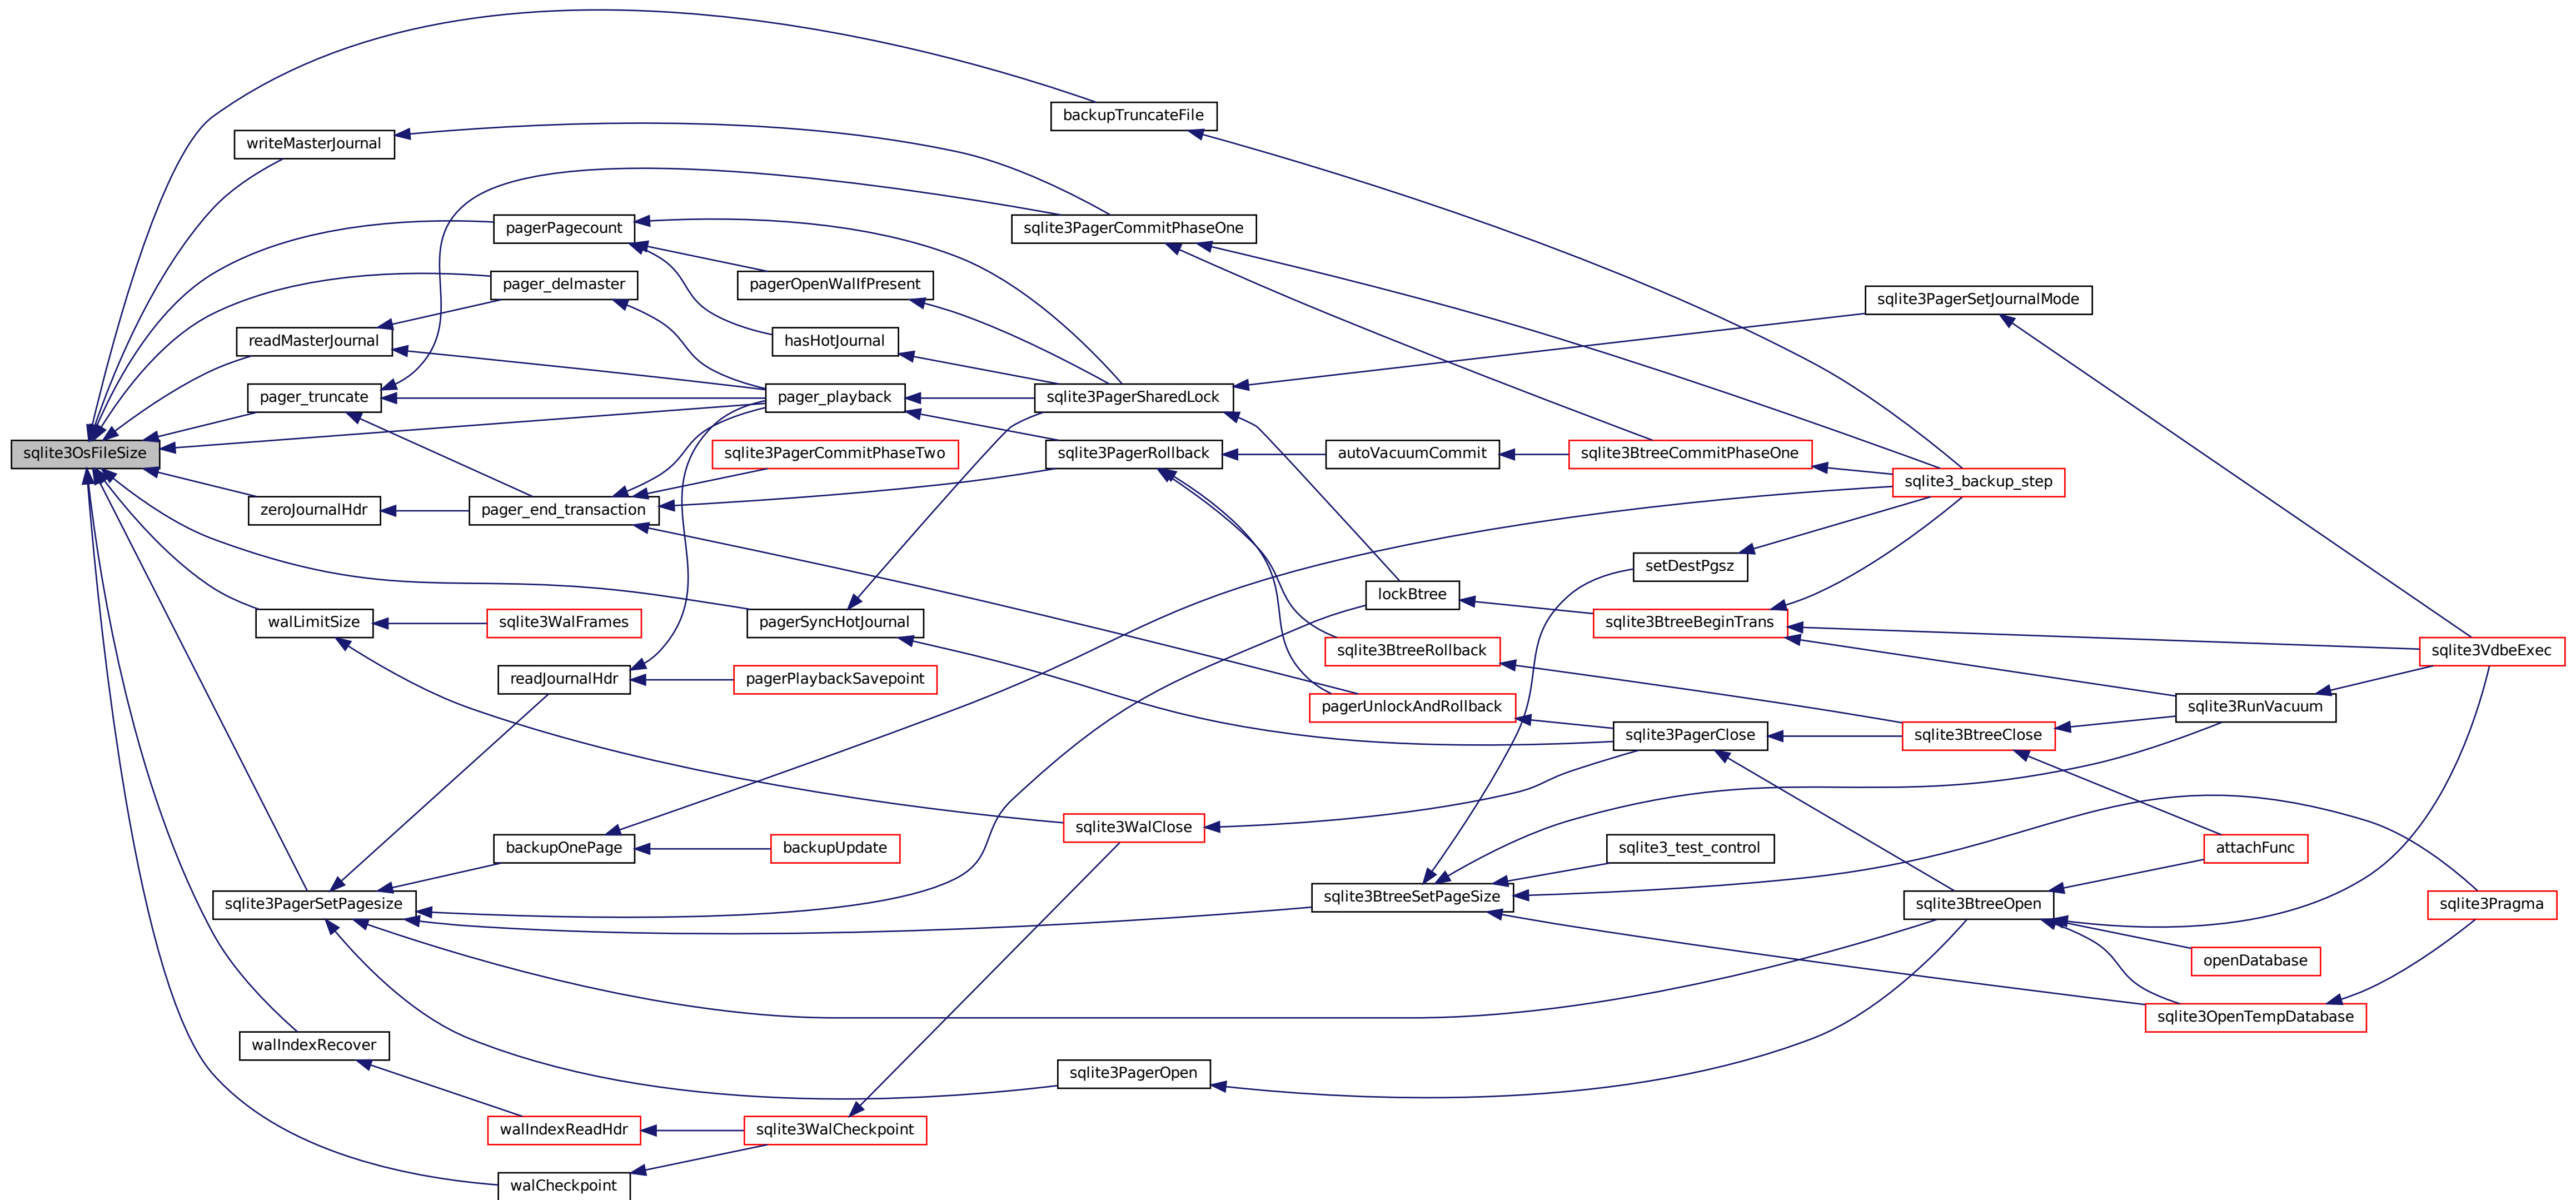 backupTruncateFile
writeMasterJournal
pagerPagecount
sqlite3PagerCommitPhaseOne
pager_delmaster
pagerOpenWalIfPresent
sqlite3PagerSetJournalMode
readMasterJournal
hasHotJournal
pager_truncate
pager_playback
sqlite3PagerSharedLock
sqlite3OsFileSize
sqlite3PagerCommitPhaseTwo
sqlite3PagerRollback
autoVacuumCommit
sqlite3BtreeCommitPhaseOne
sqlite3_backup_step
zeroJournalHdr
pager_end_transaction
setDestPgsz
lockBtree
walLimitSize
sqlite3WalFrames
pagerSyncHotJournal
sqlite3BtreeBeginTrans
sqlite3BtreeRollback
sqlite3VdbeExec
readJournalHdr
pagerPlaybackSavepoint
pagerUnlockAndRollback
sqlite3RunVacuum
sqlite3PagerClose
sqlite3BtreeClose
sqlite3WalClose
backupOnePage
backupUpdate
sqlite3_test_control
attachFunc
sqlite3PagerSetPagesize
sqlite3BtreeSetPageSize
sqlite3BtreeOpen
sqlite3Pragma
openDatabase
sqlite3OpenTempDatabase
walIndexRecover
sqlite3PagerOpen
walIndexReadHdr
sqlite3WalCheckpoint
walCheckpoint